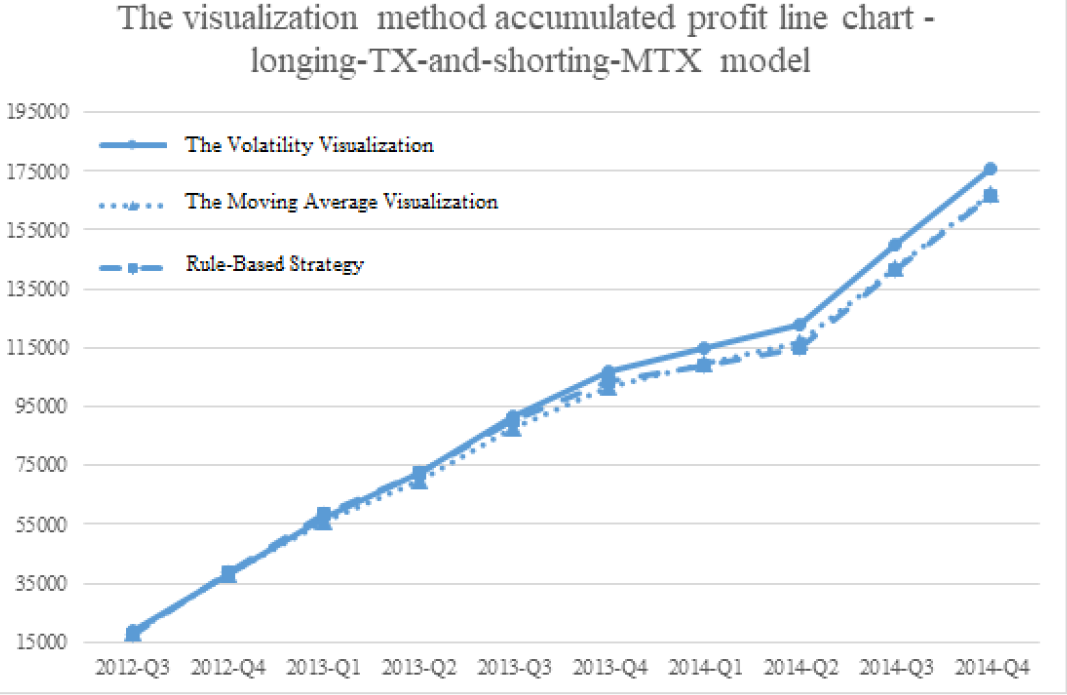 The visualization method accumulated profit line chart -
longing-TX-and-shorting-MTX model
195000
175000
155000
135000
115000
95000
75000
55000
35000
15000
The Volatility Visualization
The Moving Average Visualization
Rule-Based Strategy
2012-Q3 2012-Q4 2013-Q1 2013-Q2 2013-Q3 2013-Q4 2014-Q1 2014-Q2 2014-Q3 2014-Q4